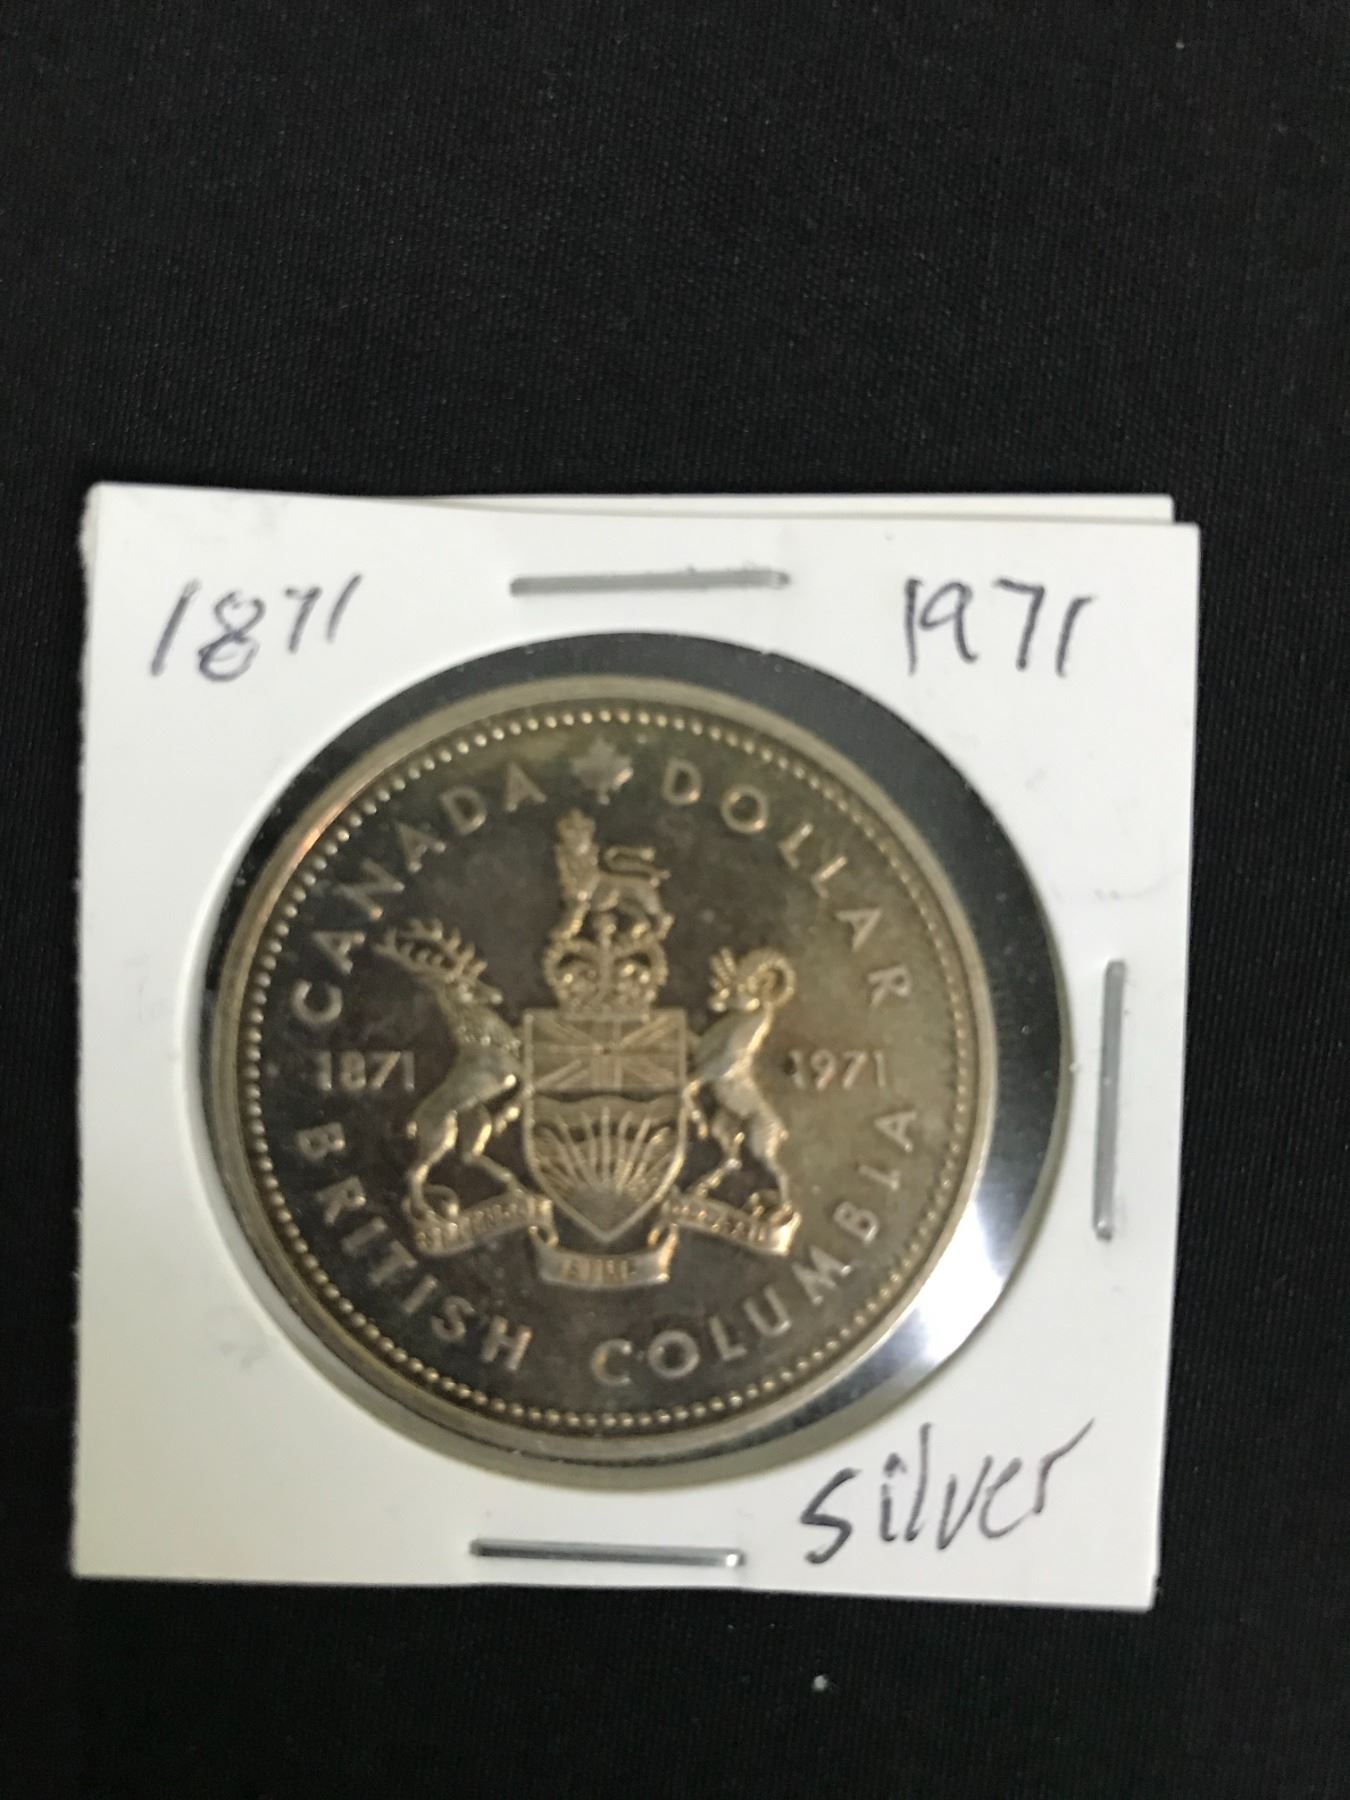 1871 1971
CANADA DOLLAR
1871 1971
BRITISH COLUMBIA
silver